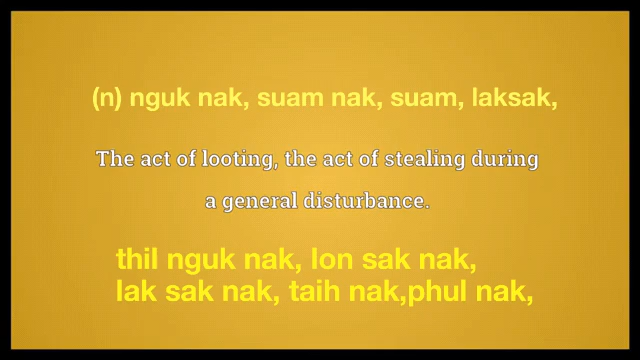 (n) nguk nak, suam nak, suam, laksak,
The act of looting, the act of stealing during
a general disturbance.
thil nguk nak, lon sak nak,
lak sak nak, taih nak,phul nak,